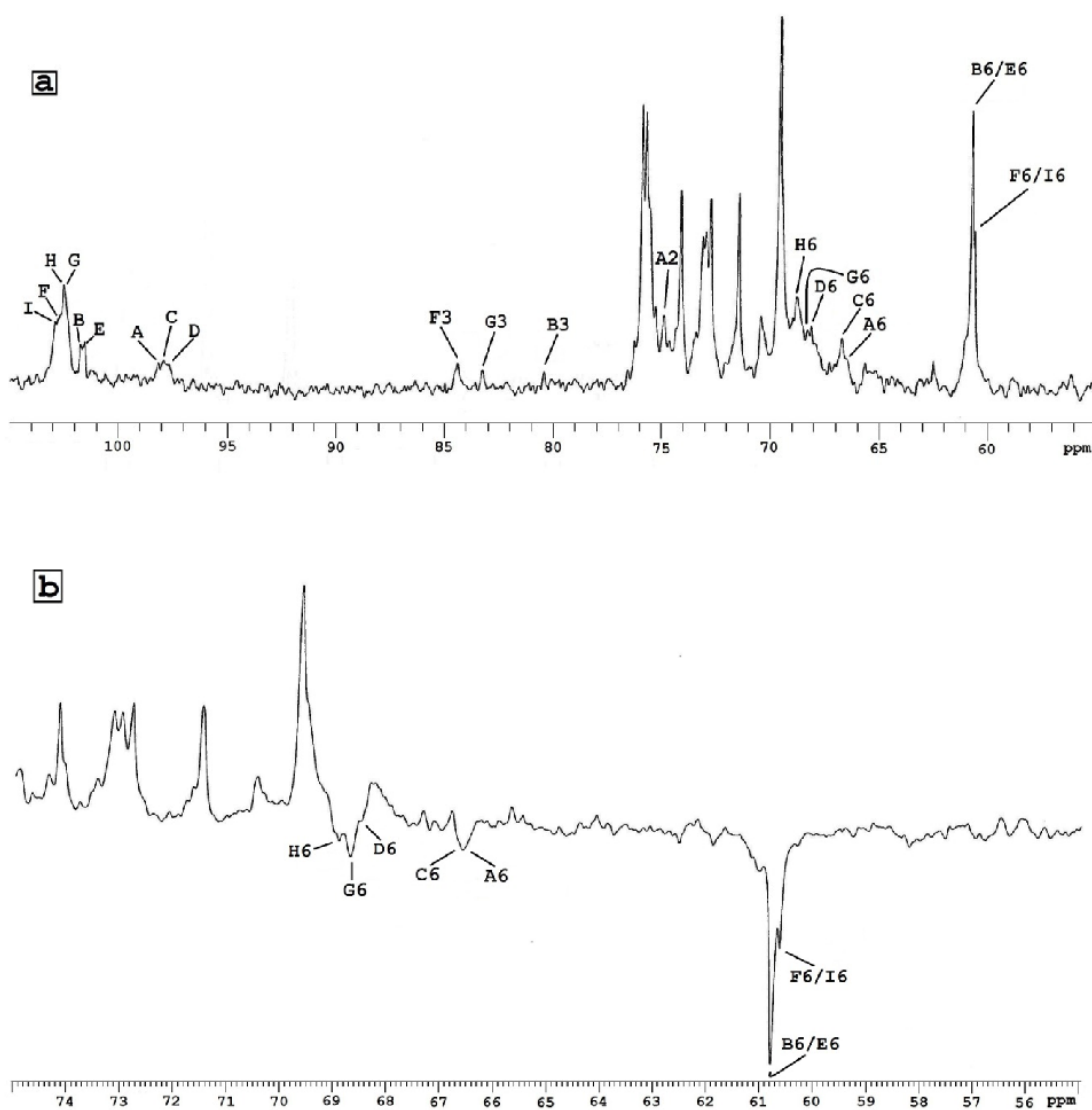 a
B6/E6
F6/I6
H G
F
I
B
E
A
C
D
F3
G3
B3
A2
H6
G6
D6
C6
A6
100 95 90 85 80 75 70 65 60 ppm
b
H6
G6
D6
C6
A6
F6/I6
B6/E6
74 73 72 71 70 69 68 67 66 65 64 63 62 61 60 59 58 57 56 ppm